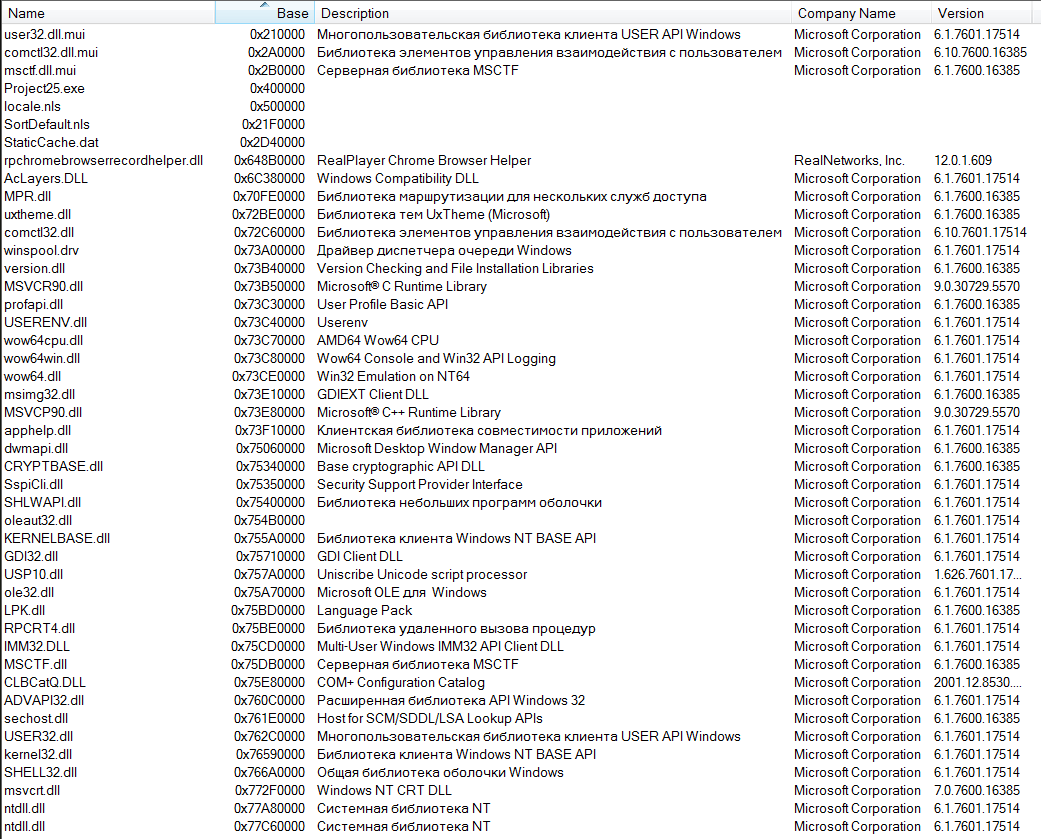 Name Base Description Company Name Version
user32.dll.mui 0x210000 Многопользовательская библиотека клиента USER API Windows Microsoft Corporation 6.1.7601.17514
comctl32.dll.mui 0x2A0000 Библиотека элементов управления взаимодействия с пользователем Microsoft Corporation 6.10.7600.16385
msctf.dll.mui 0x2B0000 Серверная библиотека MSCTF Microsoft Corporation 6.1.7600.16385
Project25.exe 0x400000
locale.nls 0x500000
SortDefault.nls 0x21F0000
StaticCache.dat 0x2D40000
rpchromebrowserrecordhelper.dll 0x648B0000 RealPlayer Chrome Browser Helper RealNetworks, Inc. 12.0.1.609
AcLayers.DLL 0x6C380000 Windows Compatibility DLL Microsoft Corporation 6.1.7601.17514
MPR.dll 0x70FE0000 Библиотека маршрутизации для нескольких служб доступа Microsoft Corporation 6.1.7600.16385
uxtheme.dll 0x72BE0000 Библиотека тем UxTheme (Microsoft) Microsoft Corporation 6.1.7600.16385
comctl32.dll 0x72C60000 Библиотека элементов управления взаимодействия с пользователем Microsoft Corporation 6.10.7601.17514
winspool.drv 0x73A00000 Драйвер диспетчера очереди Windows Microsoft Corporation 6.1.7601.17514
version.dll 0x73B40000 Version Checking and File Installation Libraries Microsoft Corporation 6.1.7600.16385
MSVCR90.dll 0x73B50000 Microsoft® C Runtime Library Microsoft Corporation 9.0.30729.5570
profapi.dll 0x73C30000 User Profile Basic API Microsoft Corporation 6.1.7600.16385
USERENV.dll 0x73C40000 Userenv Microsoft Corporation 6.1.7601.17514
wow64cpu.dll 0x73C70000 AMD64 Wow64 CPU Microsoft Corporation 6.1.7601.17514
wow64win.dll 0x73C80000 Wow64 Console and Win32 API Logging Microsoft Corporation 6.1.7601.17514
wow64.dll 0x73CE0000 Win32 Emulation on NT64 Microsoft Corporation 6.1.7601.17514
msimg32.dll 0x73E10000 GDIEXT Client DLL Microsoft Corporation 6.1.7600.16385
MSVCP90.dll 0x73E80000 Microsoft® C++ Runtime Library Microsoft Corporation 9.0.30729.5570
apphelp.dll 0x73F10000 Клиентская библиотека совместимости приложений Microsoft Corporation 6.1.7601.17514
dwmapi.dll 0x75060000 Microsoft Desktop Window Manager API Microsoft Corporation 6.1.7600.16385
CRYPTBASE.dll 0x75340000 Base cryptographic API DLL Microsoft Corporation 6.1.7600.16385
SspiCli.dll 0x75350000 Security Support Provider Interface Microsoft Corporation 6.1.7601.17514
SHLWAPI.dll 0x75400000 Библиотека небольших программ оболочки Microsoft Corporation 6.1.7601.17514
oleaut32.dll 0x754B0000 Microsoft Corporation 6.1.7601.17514
KERNELBASE.dll 0x755A0000 Библиотека клиента Windows NT BASE API Microsoft Corporation 6.1.7601.17514
GDI32.dll 0x75710000 GDI Client DLL Microsoft Corporation 6.1.7601.17514
USP10.dll 0x757A0000 Uniscribe Unicode script processor Microsoft Corporation 1.626.7601.17...
ole32.dll 0x75A70000 Microsoft OLE для Windows Microsoft Corporation 6.1.7601.17514
LPK.dll 0x75BD0000 Language Pack Microsoft Corporation 6.1.7600.16385
RPCRT4.dll 0x75BE0000 Библиотека удаленного вызова процедур Microsoft Corporation 6.1.7601.17514
IMM32.DLL 0x75CD0000 Multi-User Windows IMM32 API Client DLL Microsoft Corporation 6.1.7601.17514
MSCTF.dll 0x75DB0000 Серверная библиотека MSCTF Microsoft Corporation 6.1.7600.16385
CLBCatQ.DLL 0x75E80000 COM+ Configuration Catalog Microsoft Corporation 2001.12.8530....
ADVAPI32.dll 0x760C0000 Расширенная библиотека API Windows 32 Microsoft Corporation 6.1.7601.17514
sechost.dll 0x761E0000 Host for SCM/SDDL/LSA Lookup APIs Microsoft Corporation 6.1.7600.16385
USER32.dll 0x762C0000 Многопользовательская библиотека клиента USER API Windows Microsoft Corporation 6.1.7601.17514
kernel32.dll 0x76590000 Библиотека клиента Windows NT BASE API Microsoft Corporation 6.1.7601.17514
SHELL32.dll 0x766A0000 Общая библиотека оболочки Windows Microsoft Corporation 6.1.7601.17514
msvcrt.dll 0x772F0000 Windows NT CRT DLL Microsoft Corporation 7.0.7600.16385
ntdll.dll 0x77A80000 Системная библиотека NT Microsoft Corporation 6.1.7601.17514
ntdll.dll 0x77C60000 Системная библиотека NT Microsoft Corporation 6.1.7601.17514